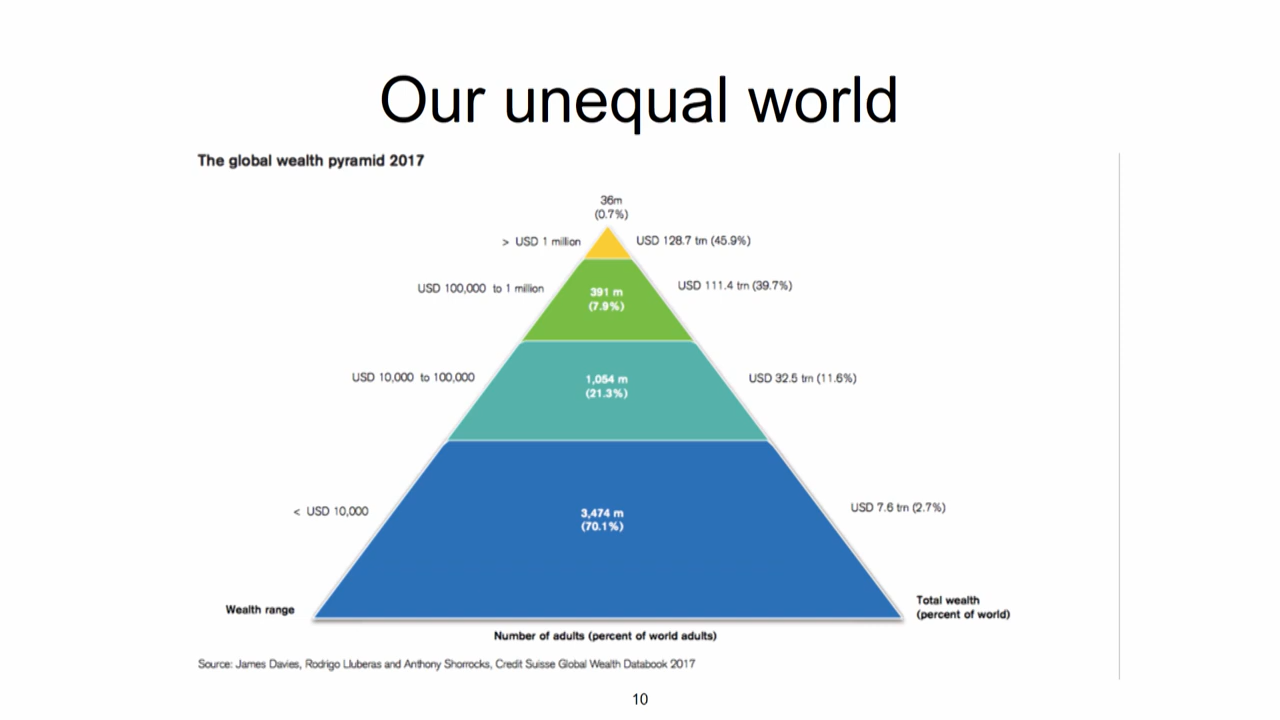 Our unequal world
The global wealth pyramid 2017
36m
(0.7%)
> USD 1 million
USD 128.7 trn (45.9%)
USD 100,000 to 1 million
391 m
(7.9%)
USD 111.4 trn (39.7%)
USD 10,000 to 100,000
1,054 m
(21.3%)
USD 32.5 trn (11.6%)
< USD 10,000
3,474 m
(70.1%)
USD 7.6 trn (2.7%)
Wealth range
Total wealth
(percent of world)
Number of adults (percent of world adults)
Source: James Davies, Rodrigo Lluberas and Anthony Shorrocks, Credit Suisse Global Wealth Databook 2017
10